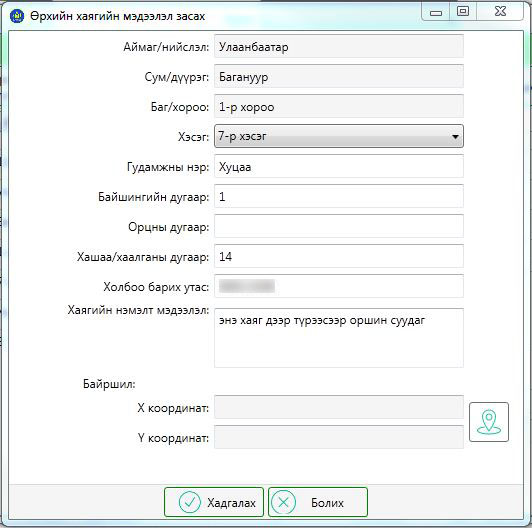 Өрхийн хаягийн мэдээлэл засах
Аймаг/нийслэл: Улаанбаатар
Сум/дүүрэг: Багануур
Баг/хороо: 1-р хороо
Хэсэг: 7-р хэсэг
Гудамжны нэр: Хуцаа
Байшингийн дугаар: 1
Орцны дугаар:
Хашаа/хаалганы дугаар: 14
Холбоо барих утас:
Хаягийн нэмэлт мэдээлэл: энэ хаяг дээр түрээсээр оршин суудаг
Байршил:
X координат:
Y координат:
Хадгалах Болих